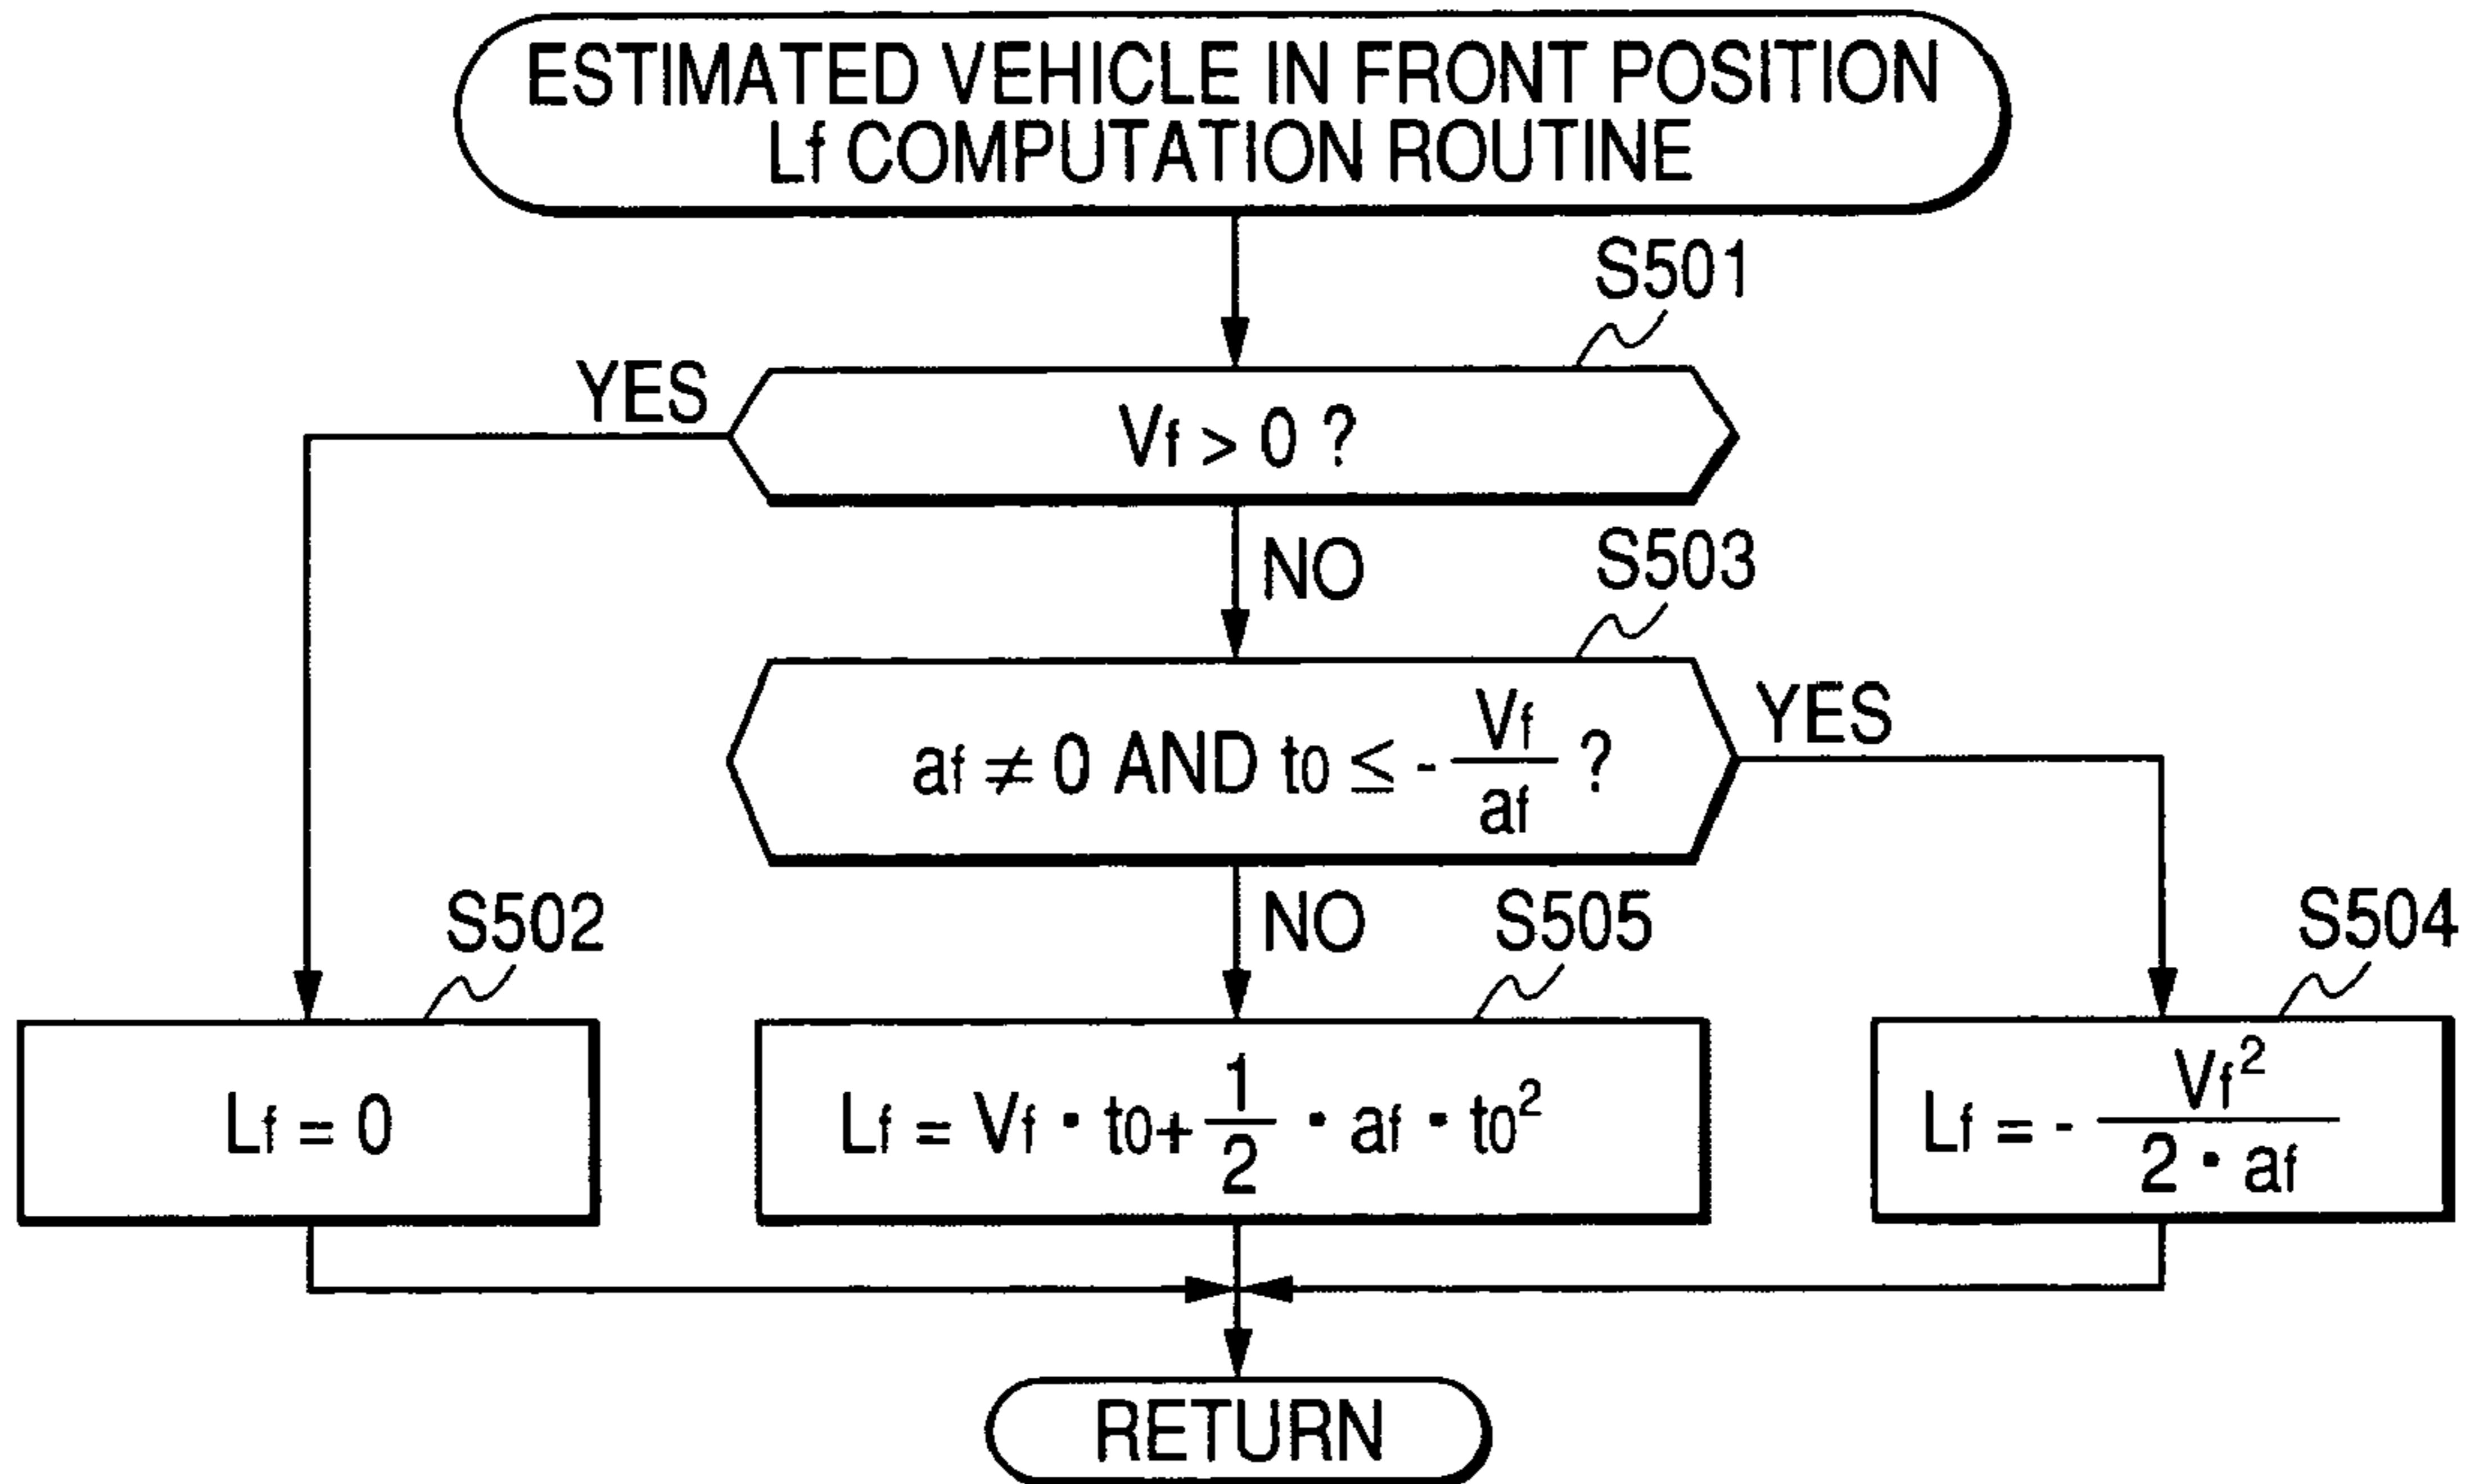 ESTIMATED VEHICLE IN FRONT POSITION
Lf COMPUTATION ROUTINE
S501
YES
Vf > 0 ?
NO
S503
af ≠ 0 AND t0 ≦ - Vf / af ?
YES
S502
NO
S505
S504
Lf = 0
Lf = Vf · t0 + 1/2 · af · t0²
Lf = - Vf² / 2 · af
RETURN